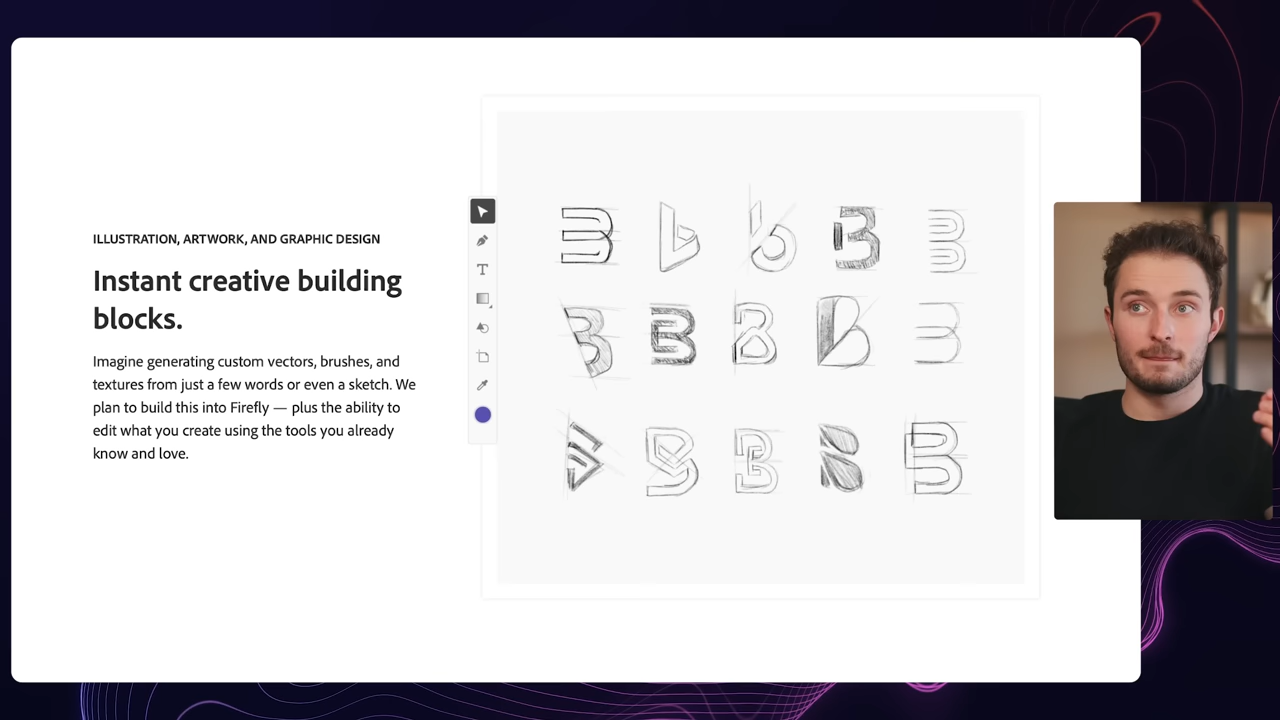 ILLUSTRATION, ARTWORK, AND GRAPHIC DESIGN
Instant creative building
blocks.
Imagine generating custom vectors, brushes, and
textures from just a few words or even a sketch. We
plan to build this into Firefly — plus the ability to
edit what you create using the tools you already
know and love.